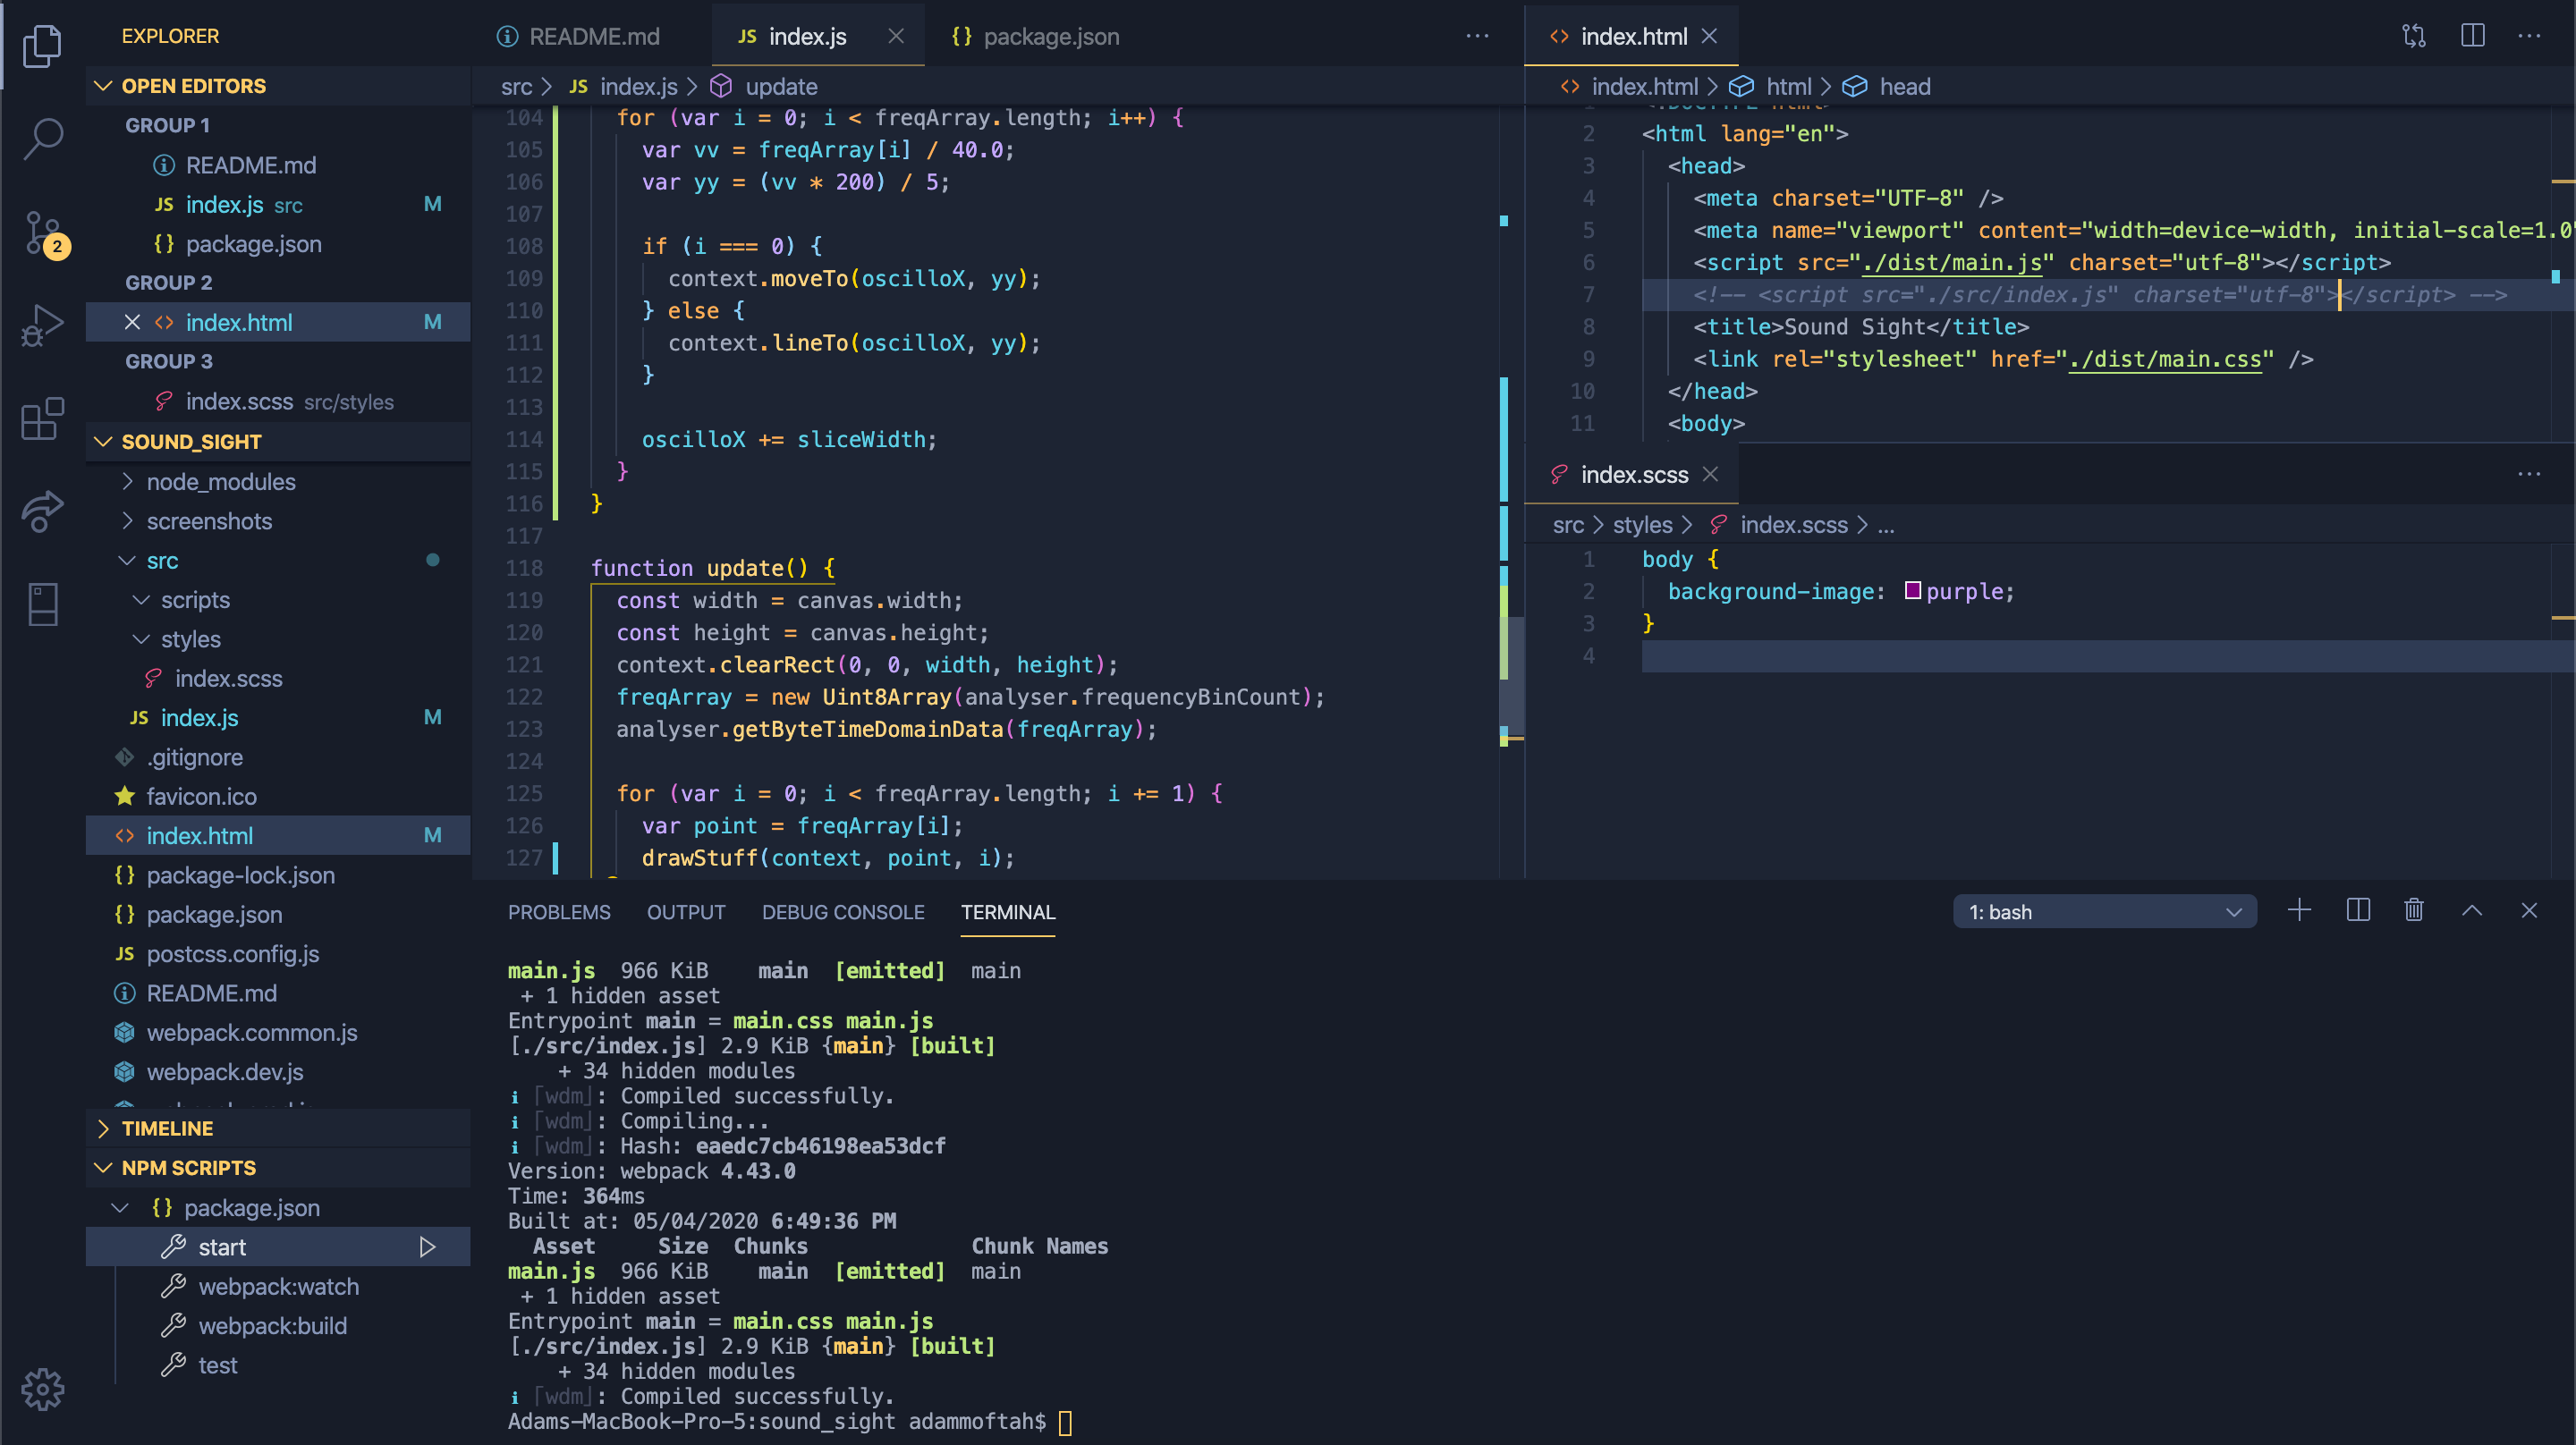 EXPLORER
OPEN EDITORS
GROUP 1
README.md
JS index.js src M
{} package.json
GROUP 2
index.html M
GROUP 3
index.scss src/styles
SOUND_SIGHT
node_modules
screenshots
src
scripts
styles
index.scss
JS index.js M
.gitignore
favicon.ico
<> index.html M
{} package-lock.json
{} package.json
JS postcss.config.js
README.md
webpack.common.js
webpack.dev.js
TIMELINE
NPM SCRIPTS
{} package.json
start
webpack:watch
webpack:build
test
2
README.md JS index.js {} package.json ...
src > JS index.js > update
104 for (var i = 0; i < freqArray.length; i++) {
105 var vv = freqArray[i] / 40.0;
106 var yy = (vv * 200) / 5;
107
108 if (i === 0) {
109 context.moveTo(oscilloX, yy);
110 } else {
111 context.lineTo(oscilloX, yy);
112 }
113
114 oscilloX += sliceWidth;
115 }
116 }
117
118 function update() {
119 const width = canvas.width;
120 const height = canvas.height;
121 context.clearRect(0, 0, width, height);
122 freqArray = new Uint8Array(analyser.frequencyBinCount);
123 analyser.getByteTimeDomainData(freqArray);
124
125 for (var i = 0; i < freqArray.length; i += 1) {
126 var point = freqArray[i];
127 drawStuff(context, point, i);
<> index.html
<> index.html > html > head
1 <!DOCTYPE html>
2 <html lang="en">
3 <head>
4 <meta charset="UTF-8" />
5 <meta name="viewport" content="width=device-width, initial-scale=1.0"
6 <script src="./dist/main.js" charset="utf-8"></script>
7 <!-- <script src="./src/index.js" charset="utf-8"></script> -->
8 <title>Sound Sight</title>
9 <link rel="stylesheet" href="./dist/main.css" />
10 </head>
11 <body>
index.scss ...
src > styles > index.scss > ...
1 body {
2 background-image: purple;
3 }
4
PROBLEMS OUTPUT DEBUG CONSOLE TERMINAL
1: bash
main.js 966 KiB main [emitted] main
+ 1 hidden asset
Entrypoint main = main.css main.js
[./src/index.js] 2.9 KiB {main} [built]
+ 34 hidden modules
ℹ ｢wdm｣: Compiled successfully.
ℹ ｢wdm｣: Compiling...
ℹ ｢wdm｣: Hash: eaedc7cb46198ea53dcf
Version: webpack 4.43.0
Time: 364ms
Built at: 05/04/2020 6:49:36 PM
Asset Size Chunks Chunk Names
main.js 966 KiB main [emitted] main
+ 1 hidden asset
Entrypoint main = main.css main.js
[./src/index.js] 2.9 KiB {main} [built]
+ 34 hidden modules
ℹ ｢wdm｣: Compiled successfully.
Adams-MacBook-Pro-5:sound_sight adammoftah$